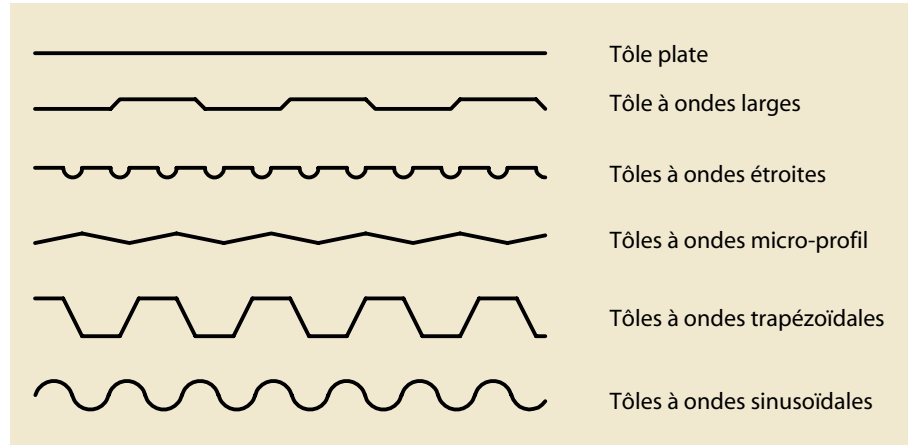 Tôle plate
Tôle à ondes larges
Tôles à ondes étroites
Tôles à ondes micro-profil
Tôles à ondes trapézoïdales
Tôles à ondes sinusoïdales